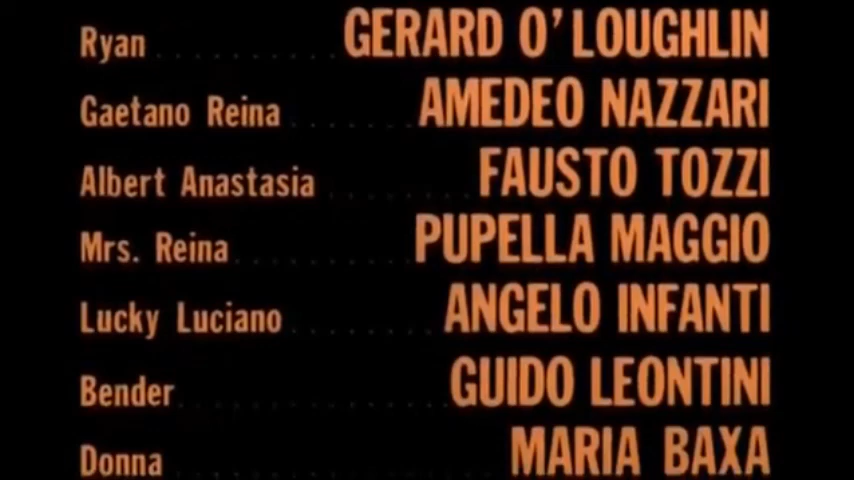 Ryan .......... GERARD O'LOUGHLIN
Gaetano Reina ....... AMEDEO NAZZARI
Albert Anastasia ........ FAUSTO TOZZI
Mrs. Reina .......... PUPELLA MAGGIO
Lucky Luciano ........ ANGELO INFANTI
Bender ............... GUIDO LEONTINI
Donna .................. MARIA BAXA